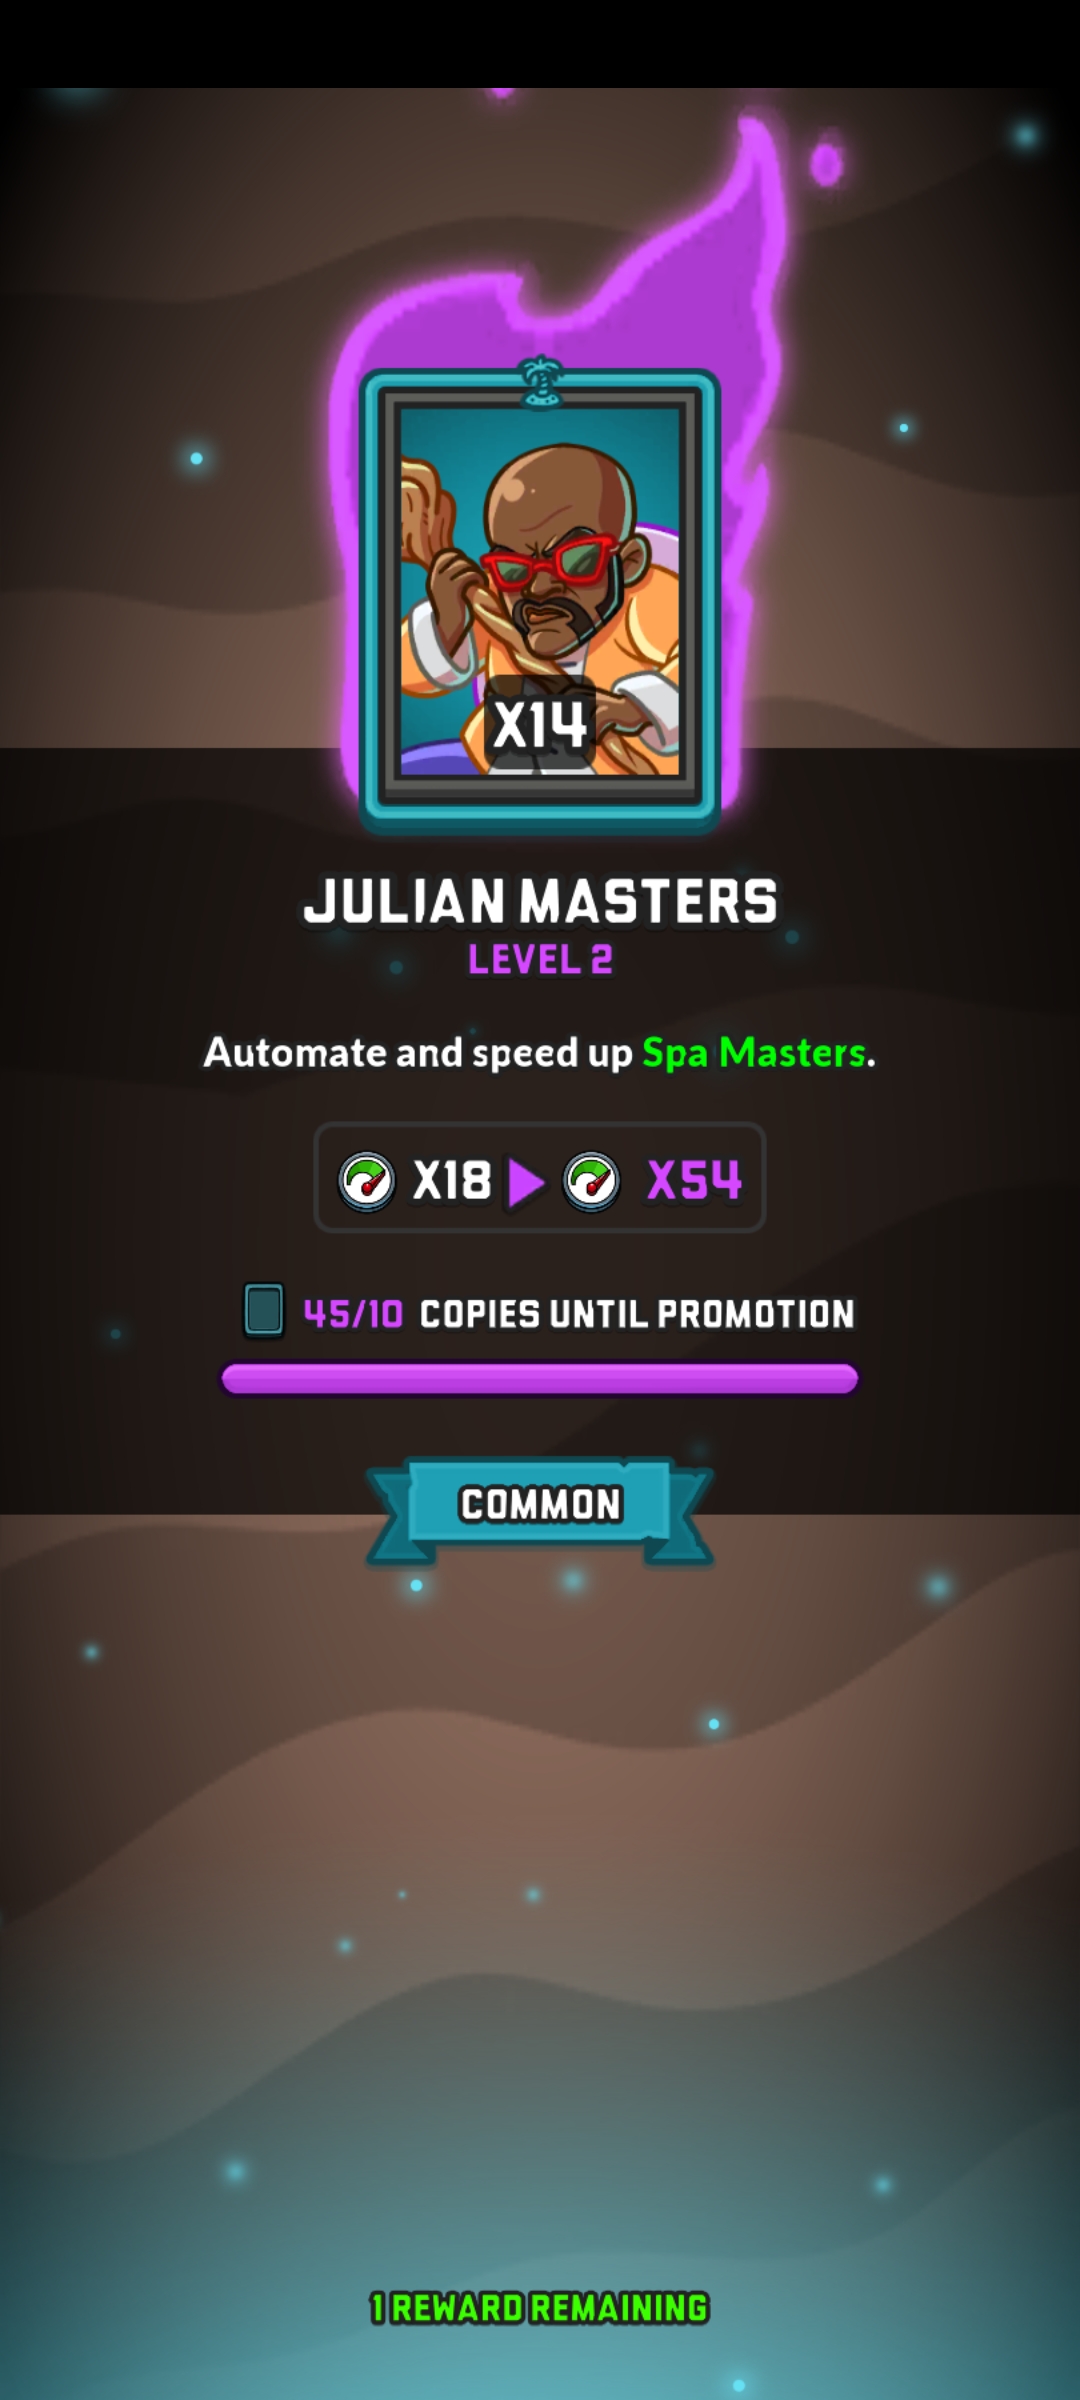 X14
JULIAN MASTERS
LEVEL 2
Automate and speed up Spa Masters.
X18 X54
45/10 COPIES UNTIL PROMOTION
COMMON
1 REWARD REMAINING